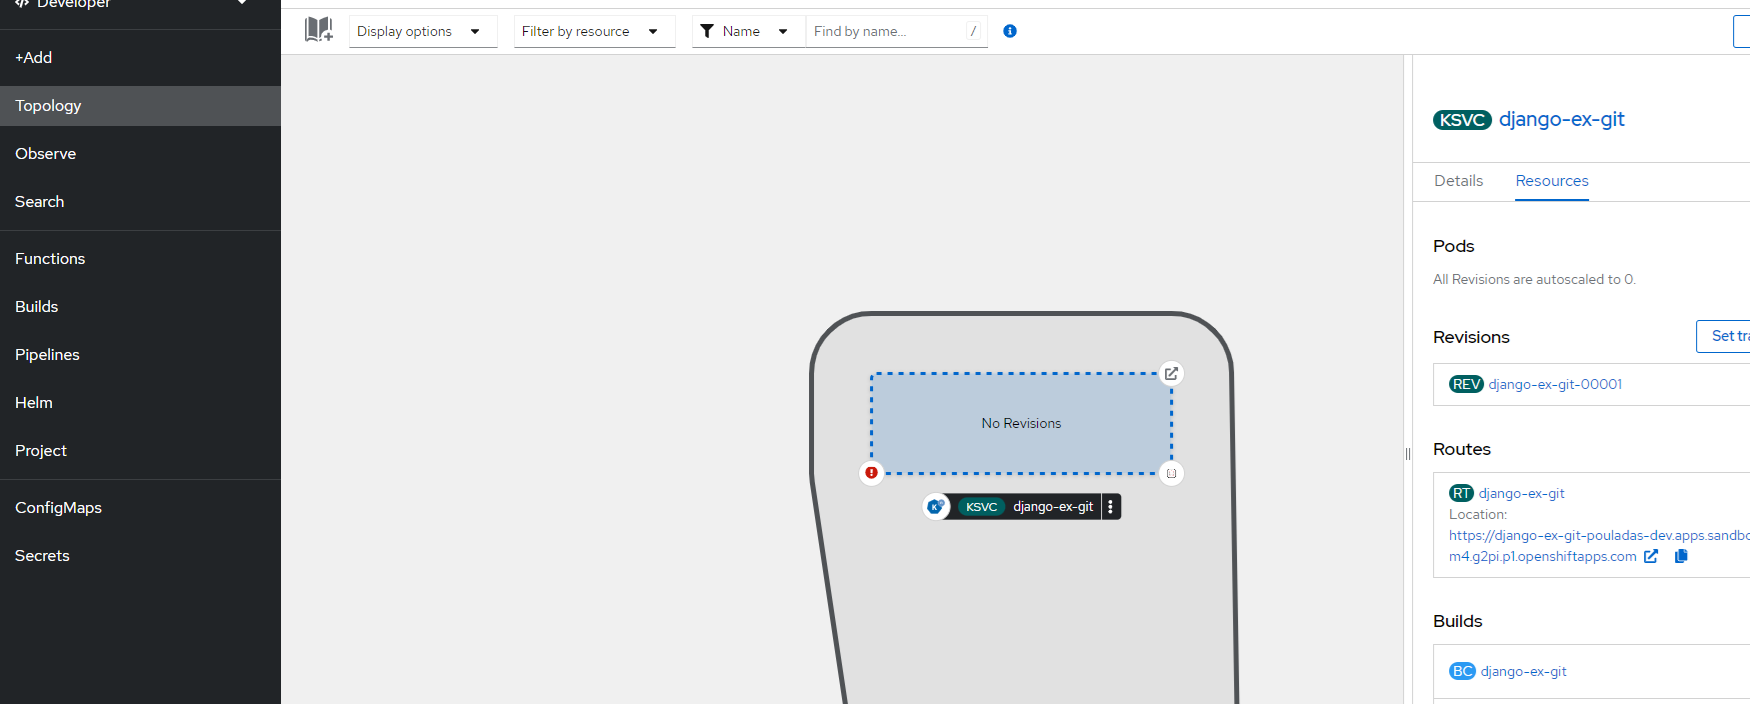 Developer
+Add
Topology
Observe
Search
Functions
Builds
Pipelines
Helm
Project
ConfigMaps
Secrets
Display options
Filter by resource
Name
Find by name...
/
No Revisions
KSVC django-ex-git
KSVC django-ex-git
Details Resources
Pods
All Revisions are autoscaled to 0.
Revisions
Set tra
REV django-ex-git-00001
Routes
RT django-ex-git
Location:
https://django-ex-git-pouladas-dev.apps.sandbo
m4.g2pi.p1.openshiftapps.com
Builds
BC django-ex-git